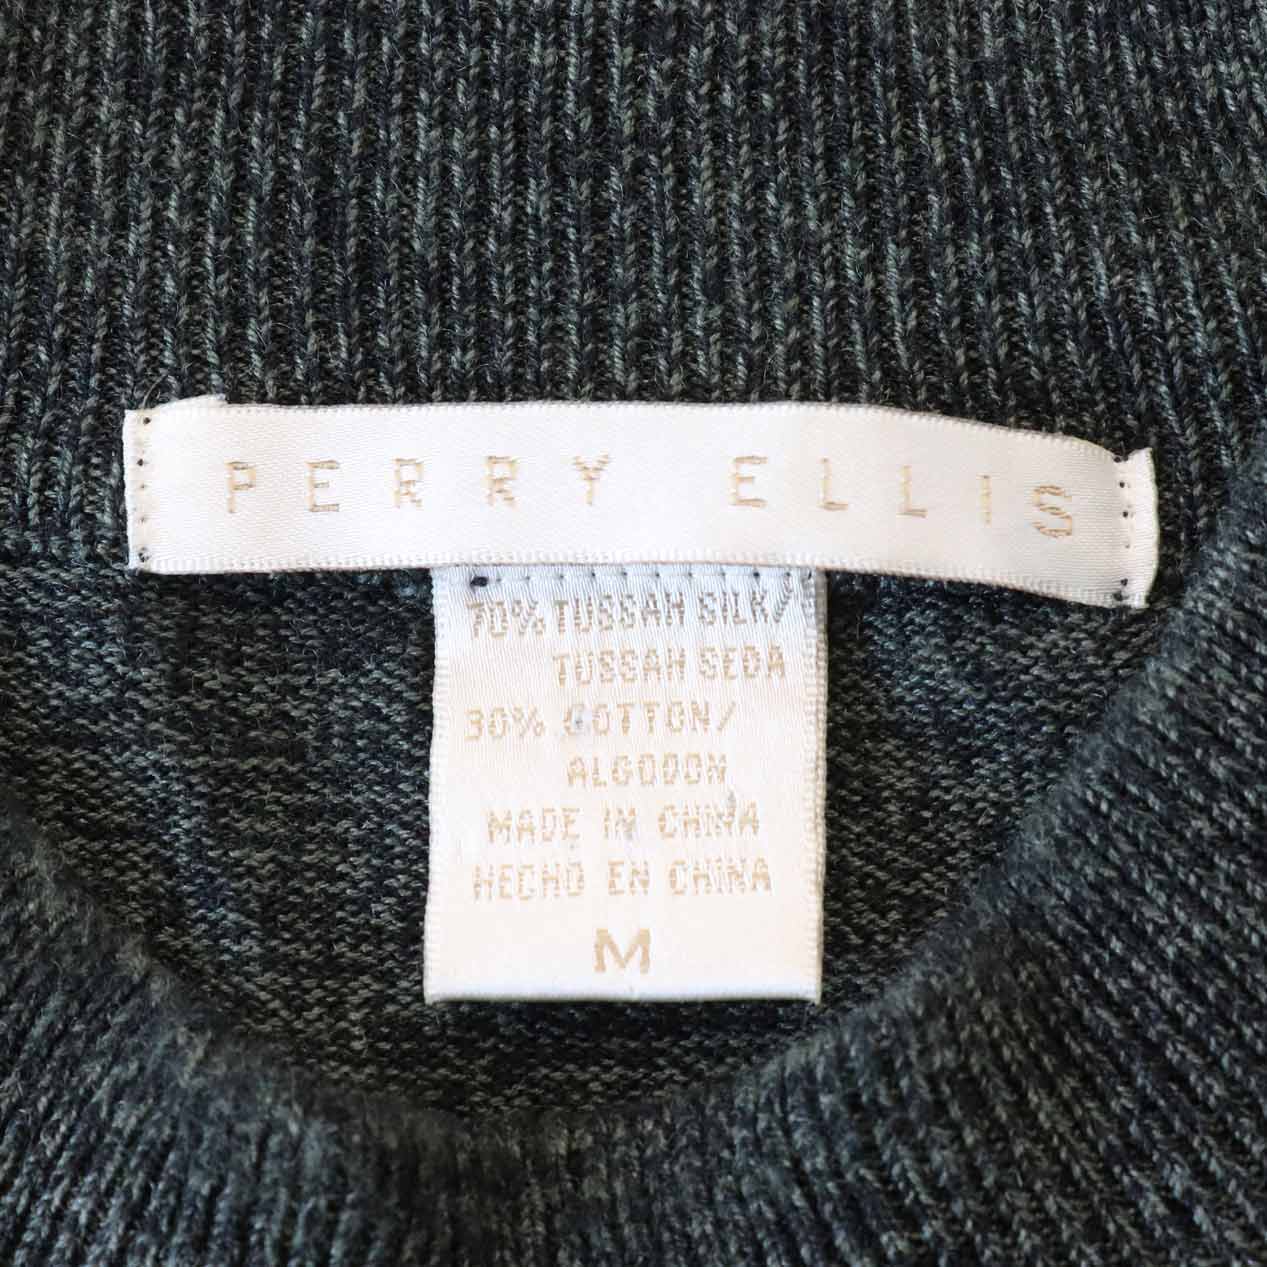 PERRY ELLIS
70% TUSSAH SILK/
TUSSAH SEDA
30% COTTON/
ALGODON
MADE IN CHINA
HECHO EN CHINA
M